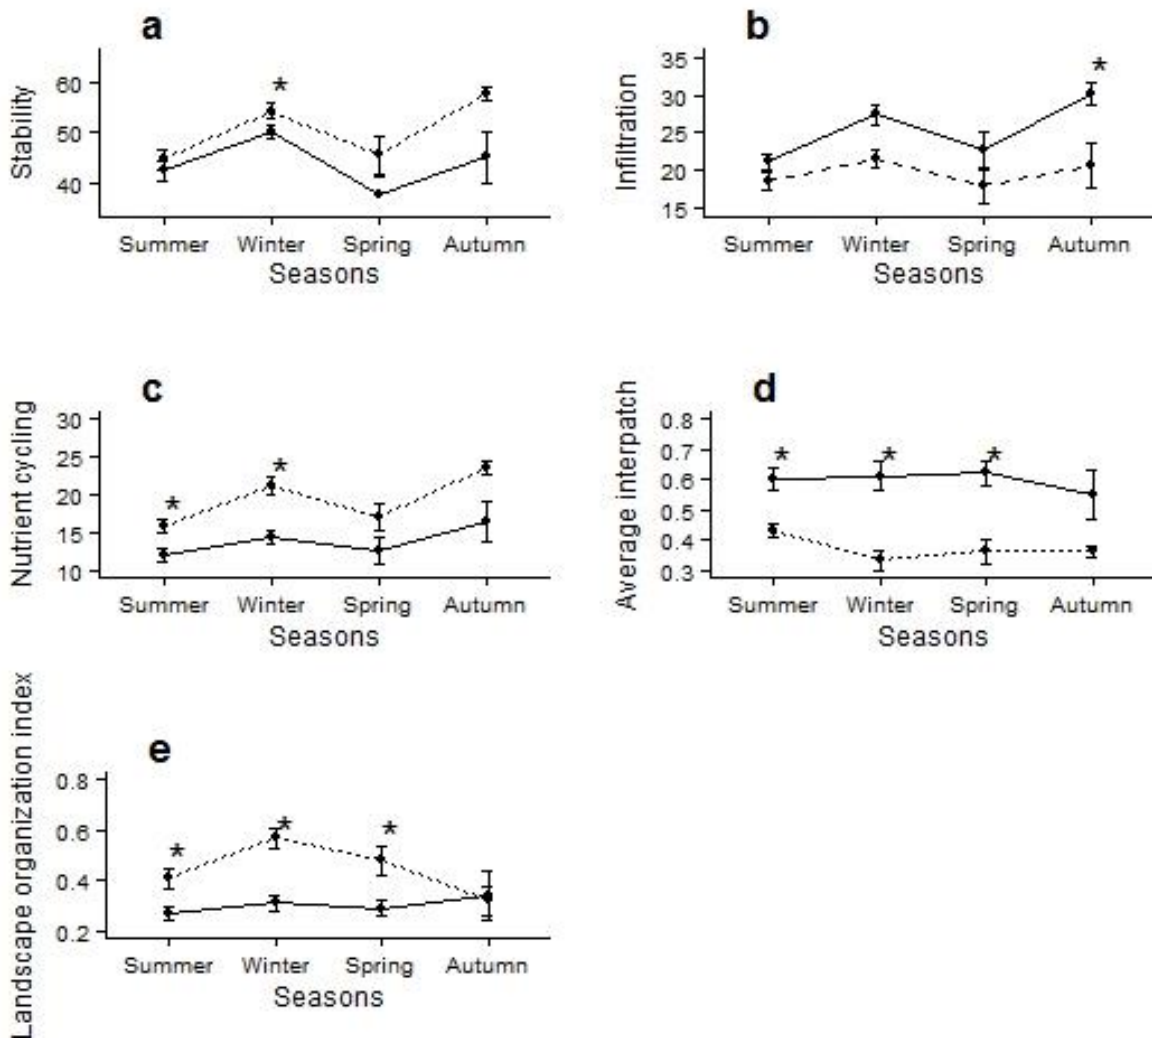 a
Stability
60
50
40
*
Summer Winter Spring Autumn
Seasons
b
Infiltration
35
30
25
20
15
*
Summer Winter Spring Autumn
Seasons
c
Nutrient cycling
30
25
20
15
10
* *
Summer Winter Spring Autumn
Seasons
d
Average interpatch
0.8
0.7
0.6
0.5
0.4
0.3
* * *
Summer Winter Spring Autumn
Seasons
e
Landscape organization index
0.8
0.6
0.4
0.2
* * *
Summer Winter Spring Autumn
Seasons